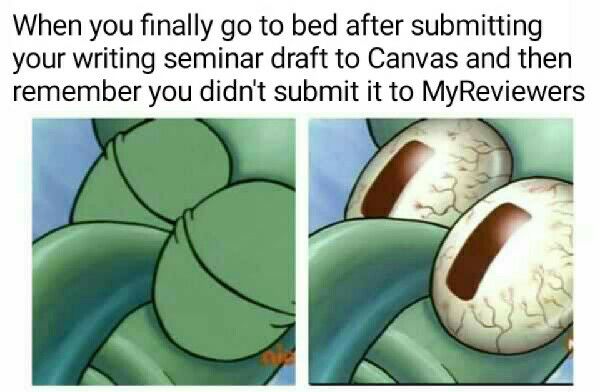 When you finally go to bed after submitting
your writing seminar draft to Canvas and then
remember you didn't submit it to MyReviewers